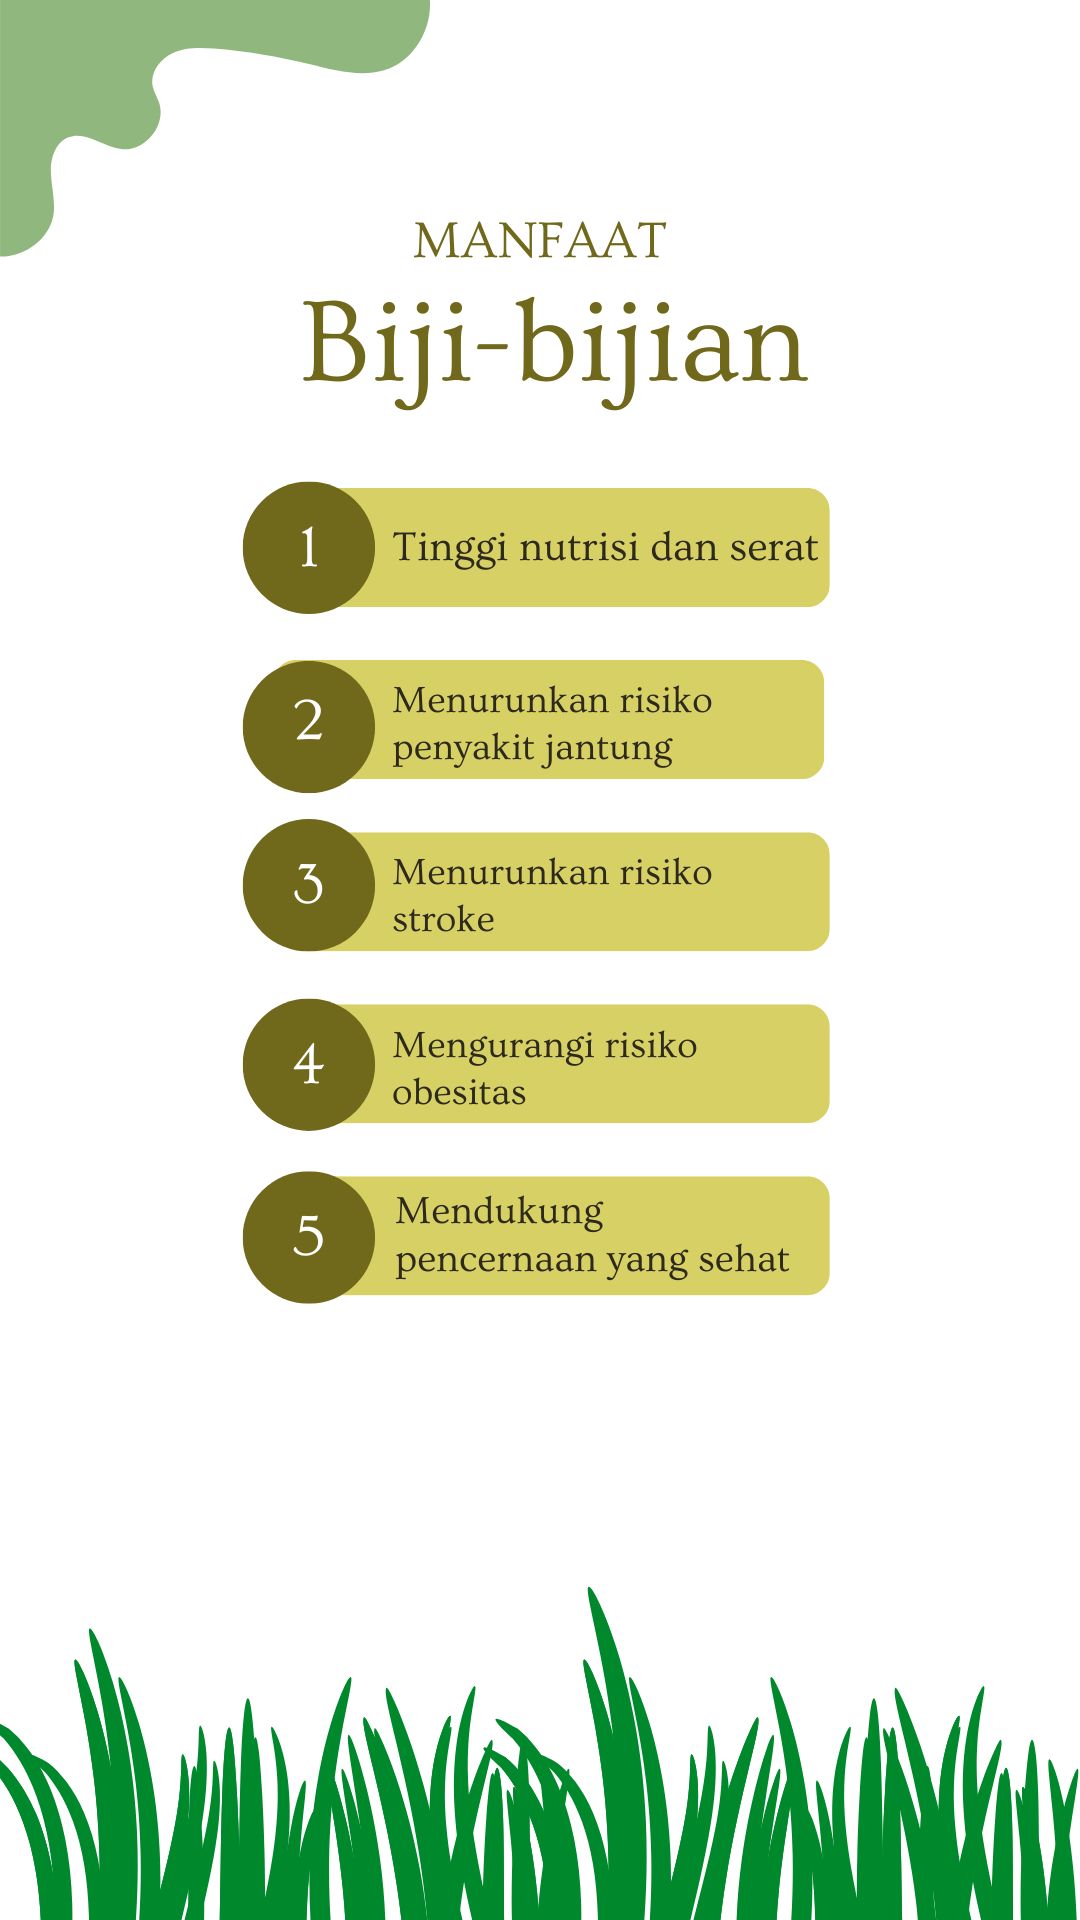 MANFAAT
Biji-bijian
1
Tinggi nutrisi dan serat
2
Menurunkan risiko
penyakit jantung
3
Menurunkan risiko
stroke
4
Mengurangi risiko
obesitas
5
Mendukung
pencernaan yang sehat